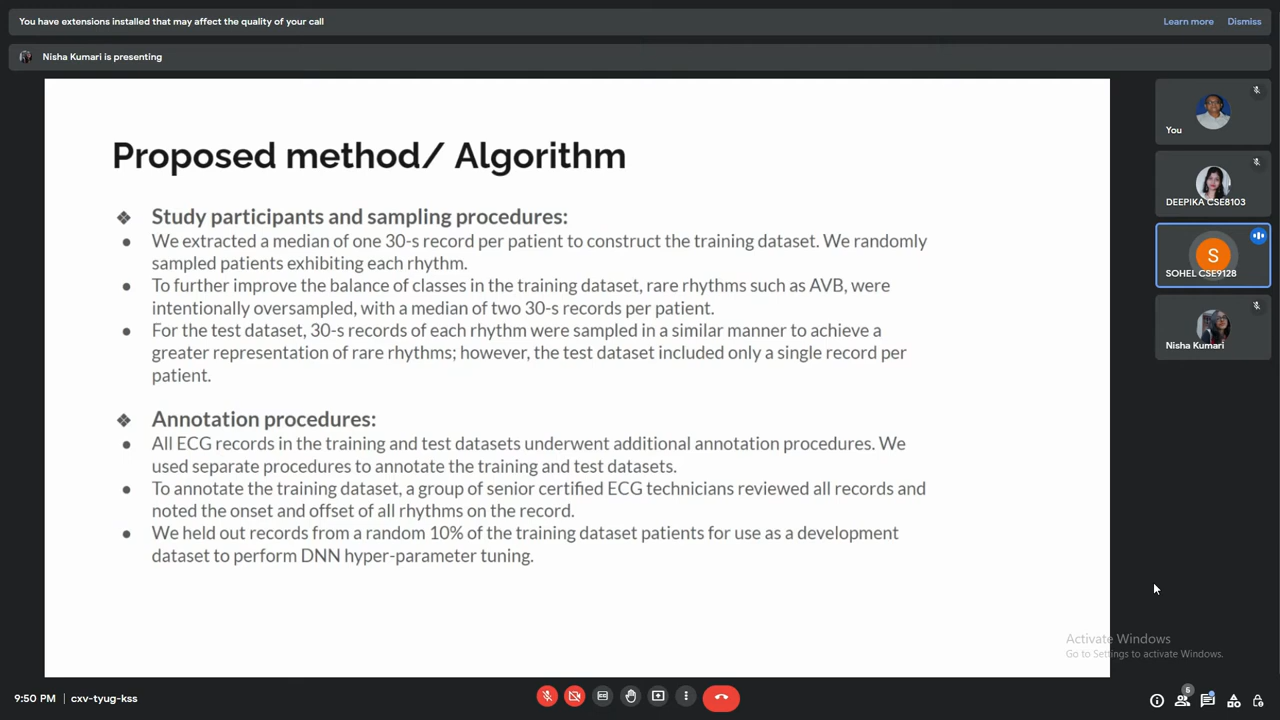 You have extensions installed that may affect the quality of your call
Learn more
Dismiss
Nisha Kumari is presenting
Proposed method/ Algorithm
❖ Study participants and sampling procedures:
● We extracted a median of one 30-s record per patient to construct the training dataset. We randomly
sampled patients exhibiting each rhythm.
● To further improve the balance of classes in the training dataset, rare rhythms such as AVB, were
intentionally oversampled, with a median of two 30-s records per patient.
● For the test dataset, 30-s records of each rhythm were sampled in a similar manner to achieve a
greater representation of rare rhythms; however, the test dataset included only a single record per
patient.
❖ Annotation procedures:
● All ECG records in the training and test datasets underwent additional annotation procedures. We
used separate procedures to annotate the training and test datasets.
● To annotate the training dataset, a group of senior certified ECG technicians reviewed all records and
noted the onset and offset of all rhythms on the record.
● We held out records from a random 10% of the training dataset patients for use as a development
dataset to perform DNN hyper-parameter tuning.
You
DEEPIKA CSE8103
S
SOHEL CSE9128
Nisha Kumari
Activate Windows
Go to Settings to activate Windows.
9:50 PM | cxv-tyug-kss
5